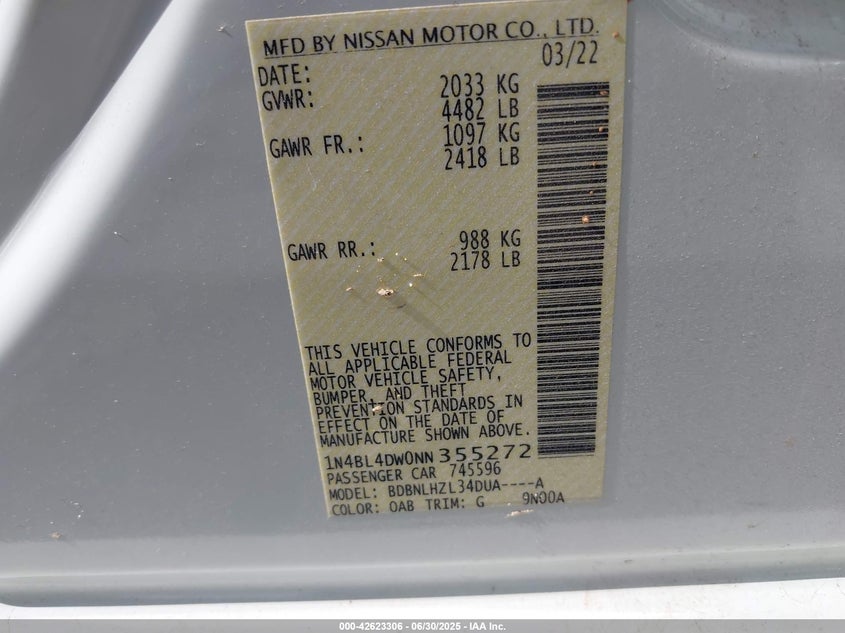 MFD BY NISSAN MOTOR CO., LTD.
DATE: 03/22
GVWR: 2033 KG
4482 LB
GAWR FR.: 1097 KG
2418 LB
GAWR RR.: 988 KG
2178 LB
THIS VEHICLE CONFORMS TO
ALL APPLICABLE FEDERAL
MOTOR VEHICLE SAFETY,
BUMPER, AND THEFT
PREVENTION STANDARDS IN
EFFECT ON THE DATE OF
MANUFACTURE SHOWN ABOVE.
1N4BL4DW0NN355272
PASSENGER CAR 745596
MODEL: BDBNLHZL34DUA----A
COLOR: OAB TRIM: G 9N00A
000-42623306 - 06/30/2025 - IAA Inc.